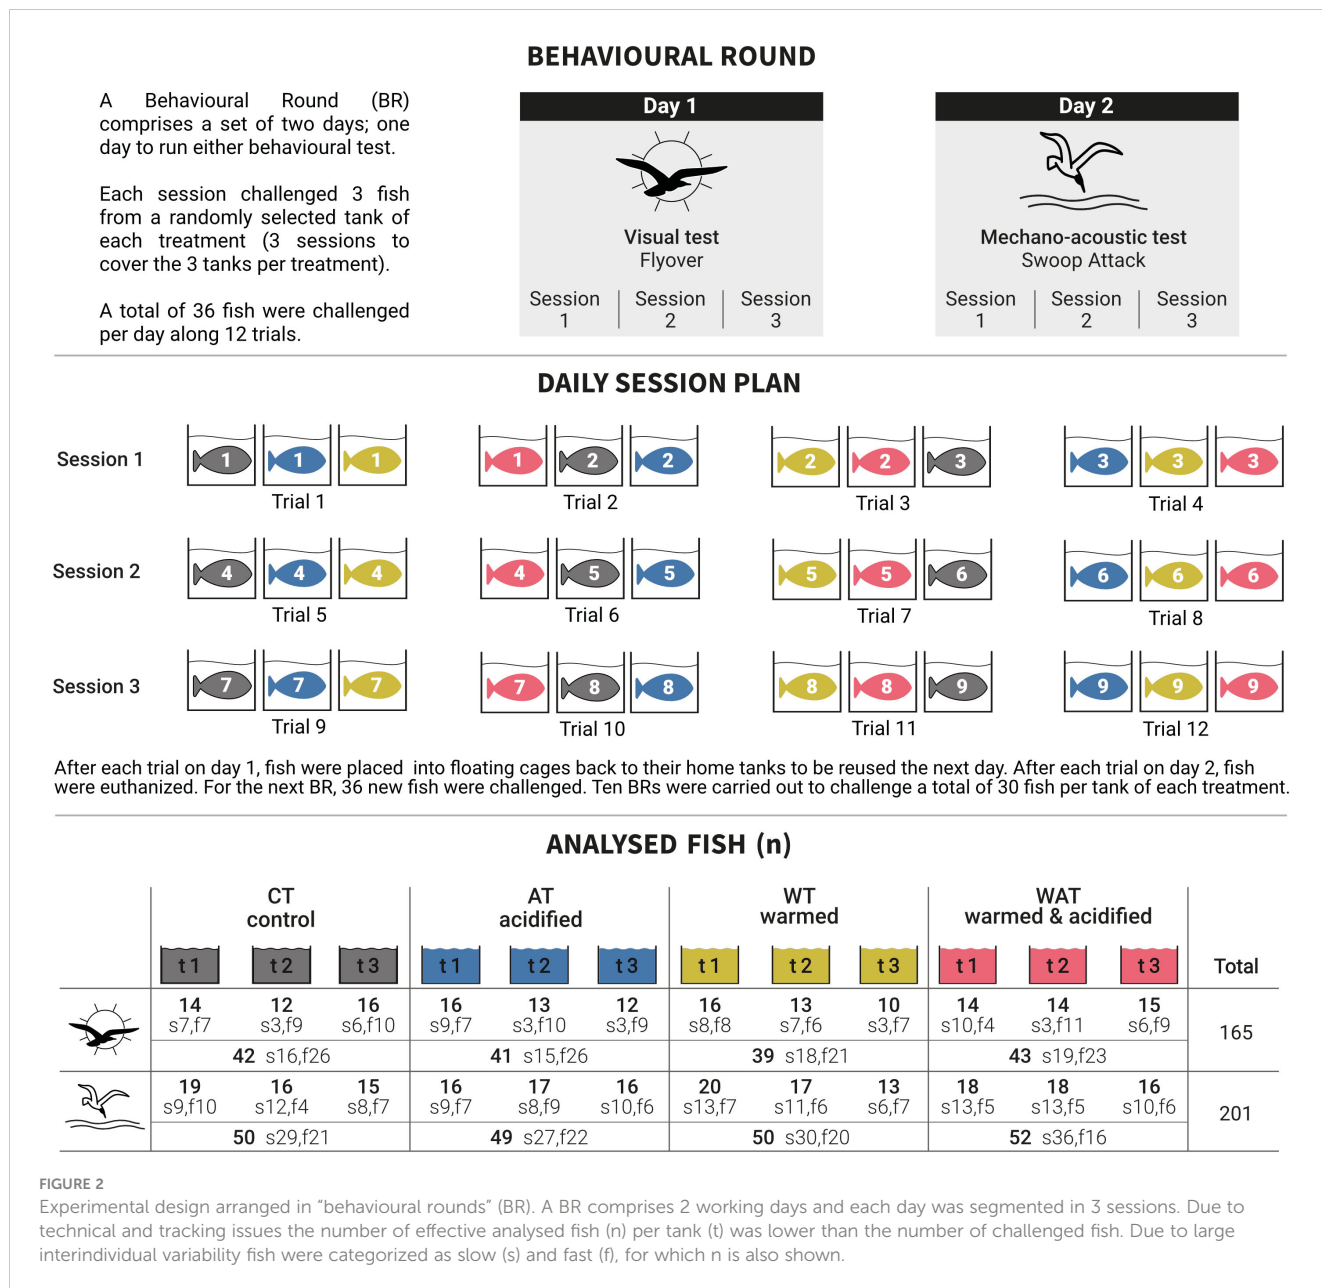 BEHAVIOURAL ROUND
A Behavioural Round (BR)
comprises a set of two days; one
day to run either behavioural test.
Each session challenged 3 fish
from a randomly selected tank of
each treatment (3 sessions to
cover the 3 tanks per treatment).
A total of 36 fish were challenged
per day along 12 trials.
Day 1
Visual test
Flyover
Session 1 Session 2 Session 3
Day 2
Mechano-acoustic test
Swoop Attack
Session 1 Session 2 Session 3
DAILY SESSION PLAN
Session 1 1 1 1 1 2 2 2 2 3 3 3 3
Trial 1 Trial 2 Trial 3 Trial 4
Session 2 4 4 4 4 5 5 5 5 6 6 6 6
Trial 5 Trial 6 Trial 7 Trial 8
Session 3 7 7 7 7 8 8 8 8 9 9 9 9
Trial 9 Trial 10 Trial 11 Trial 12
After each trial on day 1, fish were placed into floating cages back to their home tanks to be reused the next day. After each trial on day 2, fish
were euthanized. For the next BR, 36 new fish were challenged. Ten BRs were carried out to challenge a total of 30 fish per tank of each treatment.
ANALYSED FISH (n)
CT AT WT WAT
control acidified warmed warmed & acidified
t1 t2 t3 t1 t2 t3 t1 t2 t3 t1 t2 t3 Total
14 12 16 16 13 12 16 13 10 14 14 15
s7,f7 s3,f9 s6,f10 s9,f7 s3,f10 s3,f9 s8,f8 s7,f6 s3,f7 s10,f4 s3,f11 s6,f9 165
42 s16,f26 41 s15,f26 39 s18,f21 43 s19,f23
19 16 15 16 17 16 20 17 13 18 18 16
s9,f10 s12,f4 s8,f7 s9,f7 s8,f9 s10,f6 s13,f7 s11,f6 s6,f7 s13,f5 s13,f5 s10,f6 201
50 s29,f21 49 s27,f22 50 s30,f20 52 s36,f16
FIGURE 2
Experimental design arranged in "behavioural rounds" (BR). A BR comprises 2 working days and each day was segmented in 3 sessions. Due to
technical and tracking issues the number of effective analysed fish (n) per tank (t) was lower than the number of challenged fish. Due to large
interindividual variability fish were categorized as slow (s) and fast (f), for which n is also shown.